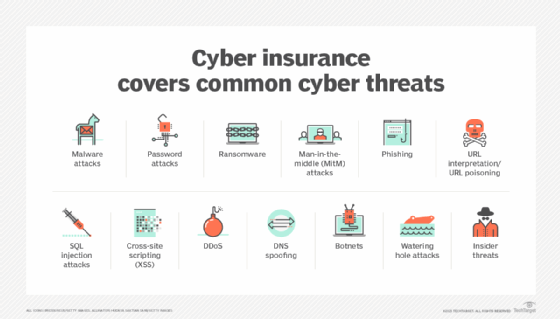 Cyber insurance
covers common cyber threats
Malware
attacks
Password
attacks
Ransomware
Man-in-the-
middle (MitM)
attacks
Phishing
URL
interpretation/
URL poisoning
SQL
injection
attacks
Cross-site
scripting
(XSS)
DDoS
DNS
spoofing
Botnets
Watering
hole attacks
Insider
threats
TechTarget